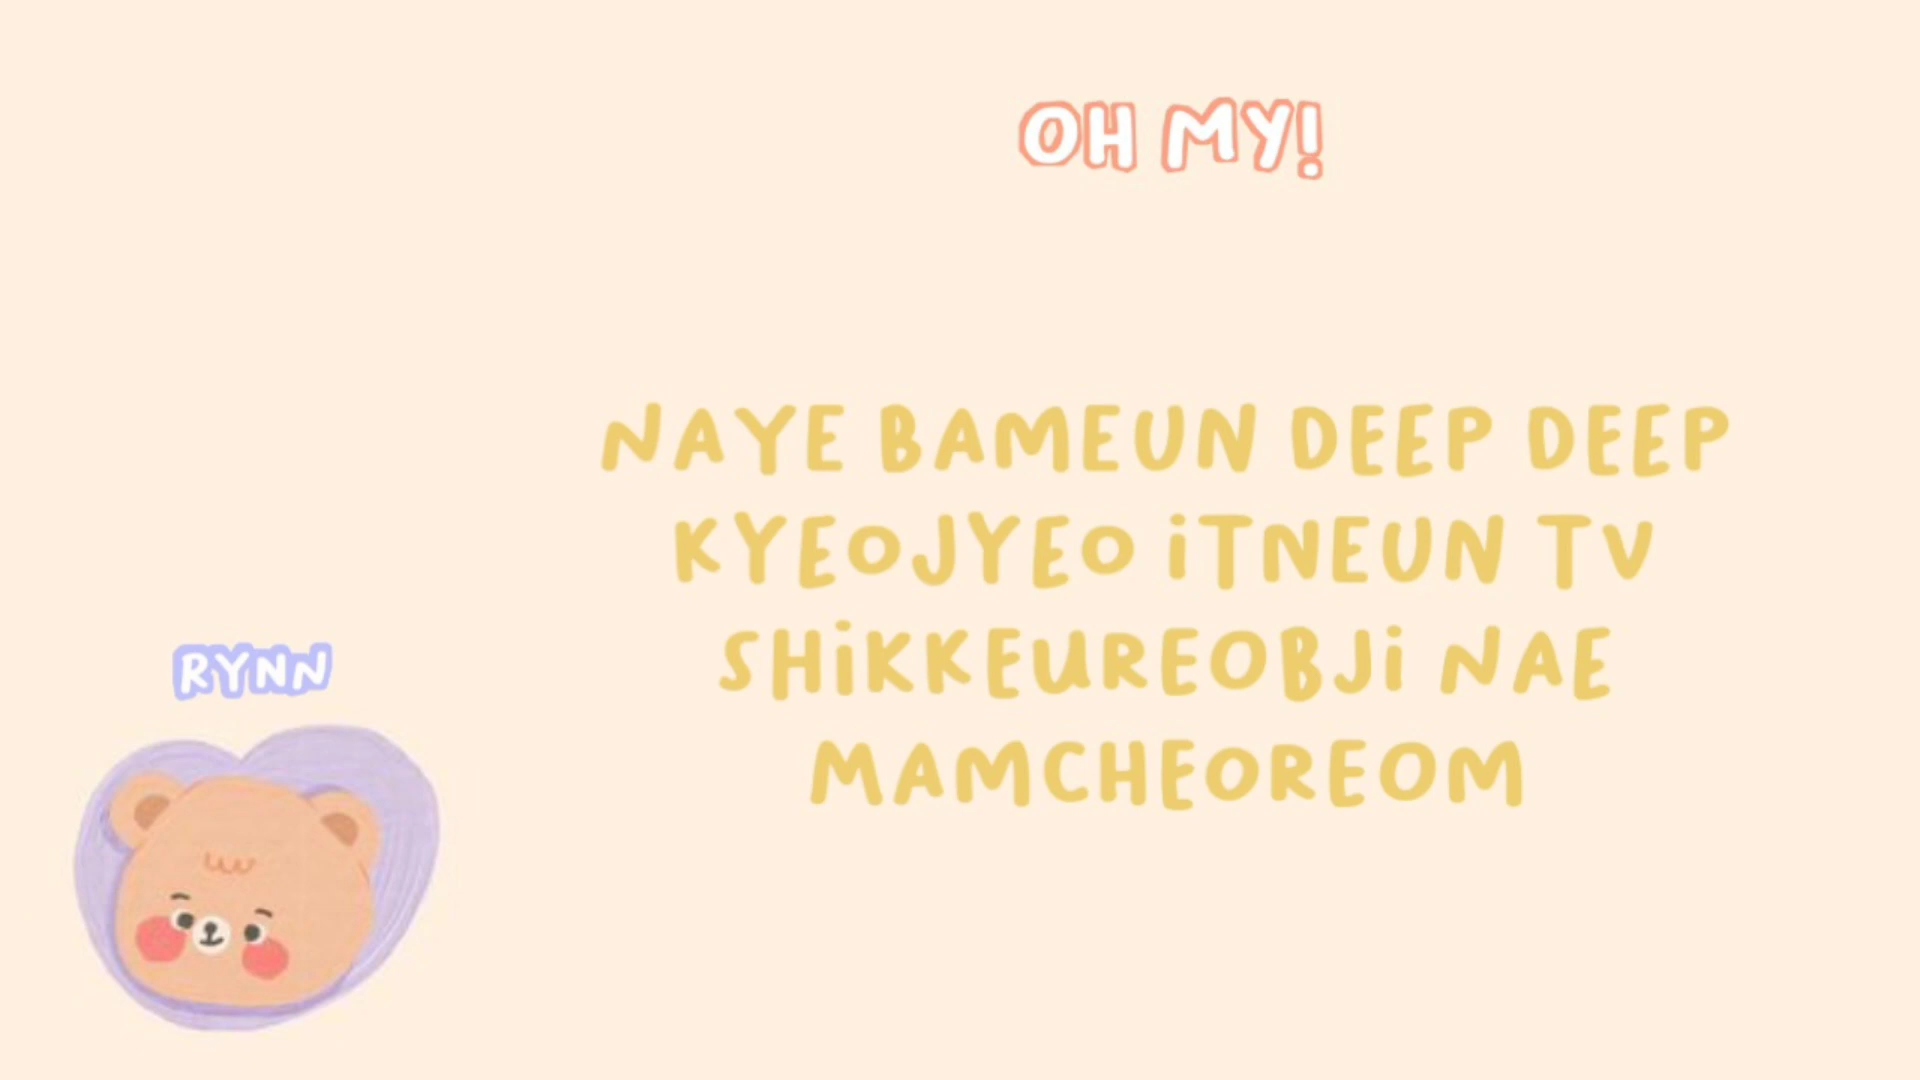 OH MY!
NAYE BAMEUN DEEP DEEP
KYEOJYEO iTNEUN TV
SHiKKEUREOBJi NAE
MAMCHEOREOM
RYNN